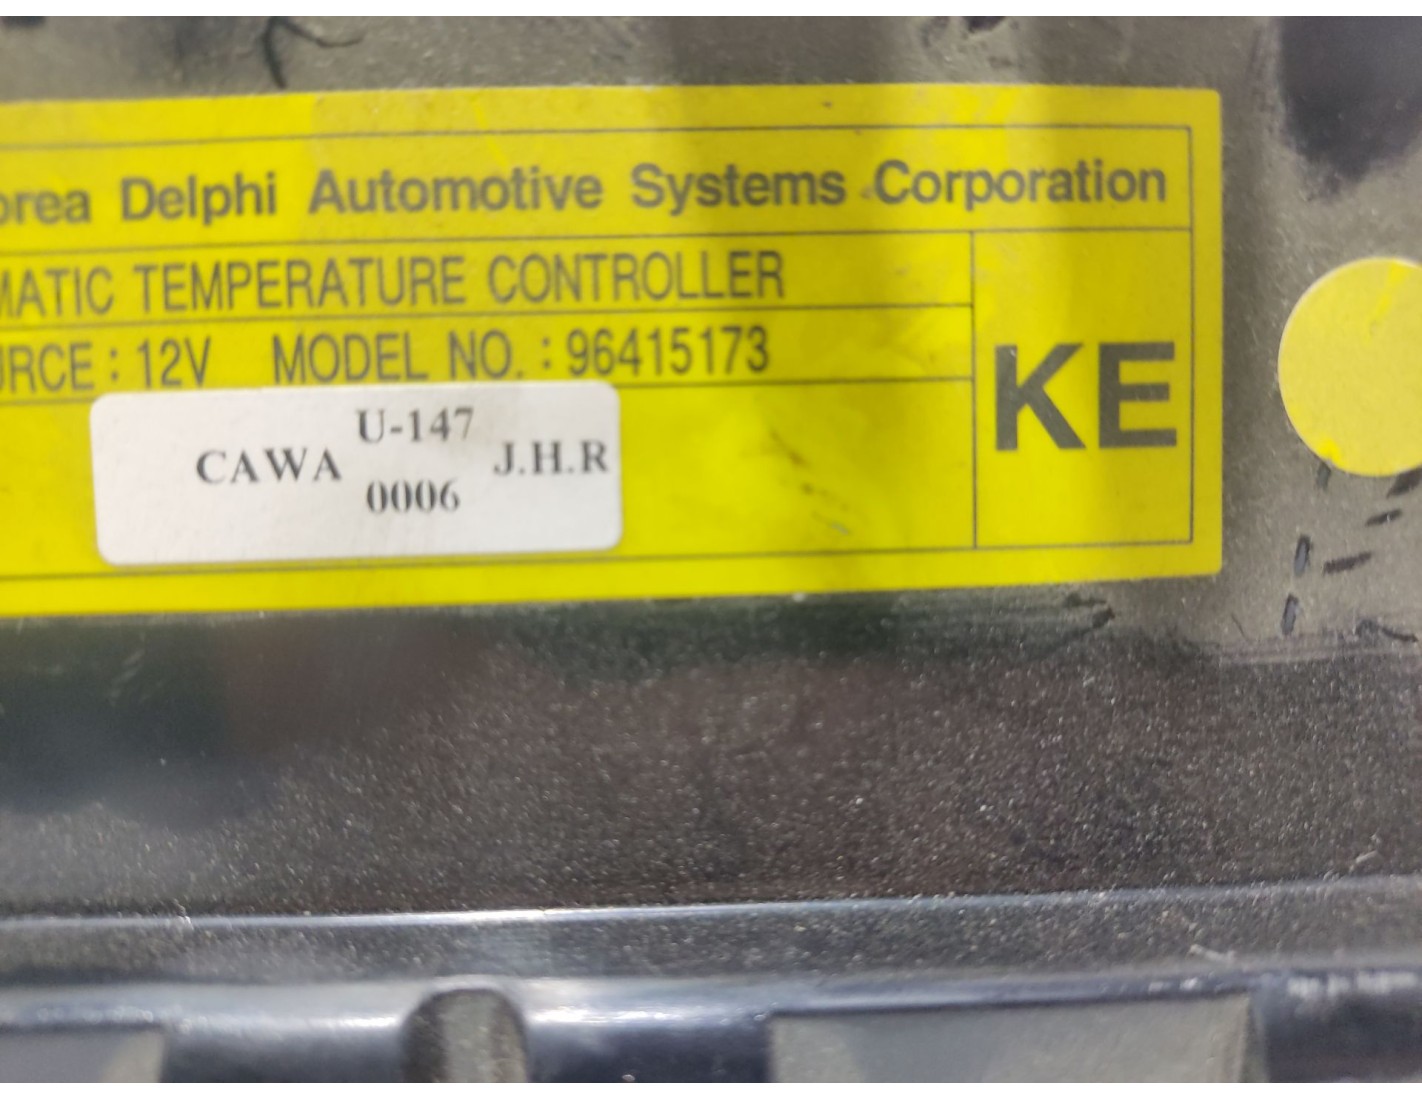 orea Delphi Automotive Systems Corporation
MATIC TEMPERATURE CONTROLLER
URCE : 12V MODEL NO. : 96415173
KE
U-147
CAWA J.H.R
0006